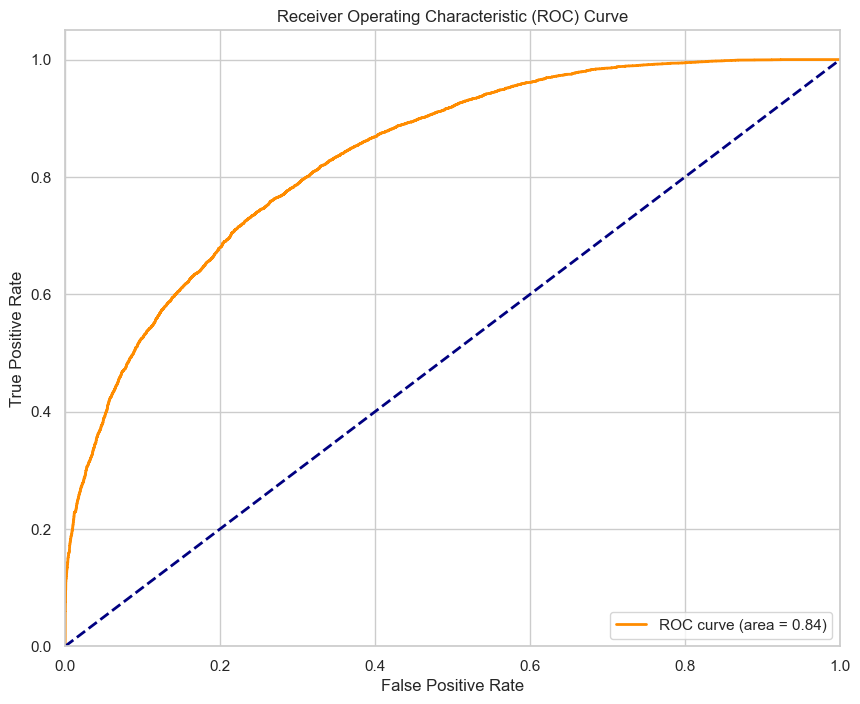 Receiver Operating Characteristic (ROC) Curve
True Positive Rate
1.0
0.8
0.6
0.4
0.2
0.0
ROC curve (area = 0.84)
0.0 0.2 0.4 0.6 0.8 1.0
False Positive Rate